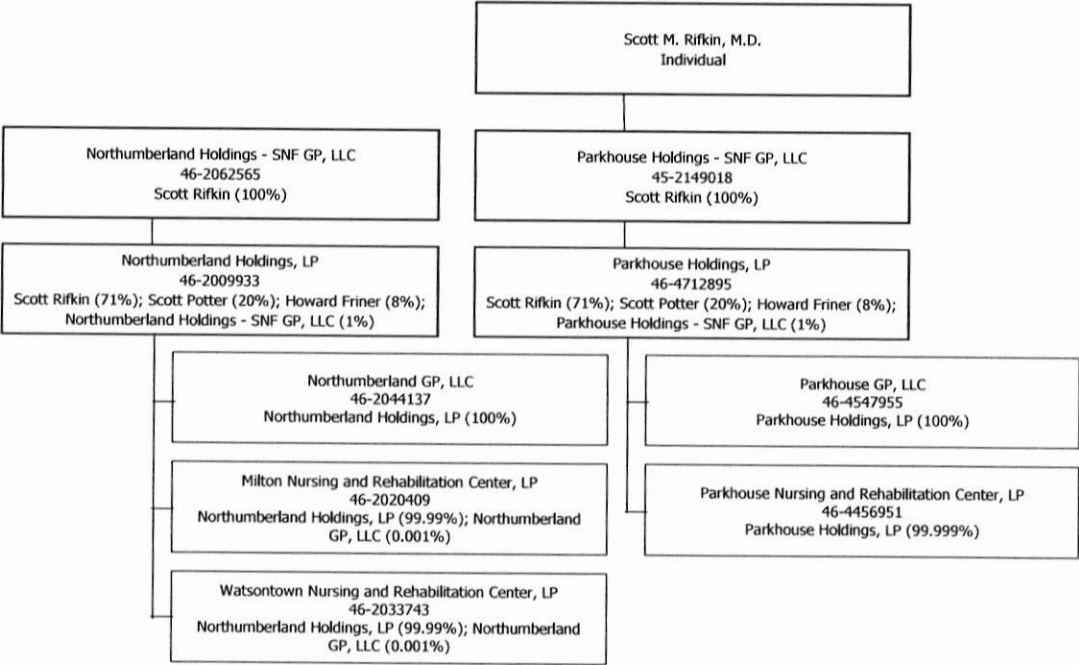 Scott M. Rifkin, M.D.
Individual
Northumberland Holdings - SNF GP, LLC
46-2062565
Scott Rifkin (100%)
Parkhouse Holdings - SNF GP, LLC
45-2149018
Scott Rifkin (100%)
Northumberland Holdings, LP
46-2009933
Scott Rifkin (71%); Scott Potter (20%); Howard Friner (8%);
Northumberland Holdings - SNF GP, LLC (1%)
Parkhouse Holdings, LP
46-4712895
Scott Rifkin (71%); Scott Potter (20%); Howard Friner (8%);
Parkhouse Holdings - SNF GP, LLC (1%)
Northumberland GP, LLC
46-2044137
Northumberland Holdings, LP (100%)
Parkhouse GP, LLC
46-4547955
Parkhouse Holdings, LP (100%)
Milton Nursing and Rehabilitation Center, LP
46-2020409
Northumberland Holdings, LP (99.99%); Northumberland
GP, LLC (0.001%)
Parkhouse Nursing and Rehabilitation Center, LP
46-4456951
Parkhouse Holdings, LP (99.999%)
Watsontown Nursing and Rehabilitation Center, LP
46-2033743
Northumberland Holdings, LP (99.99%); Northumberland
GP, LLC (0.001%)